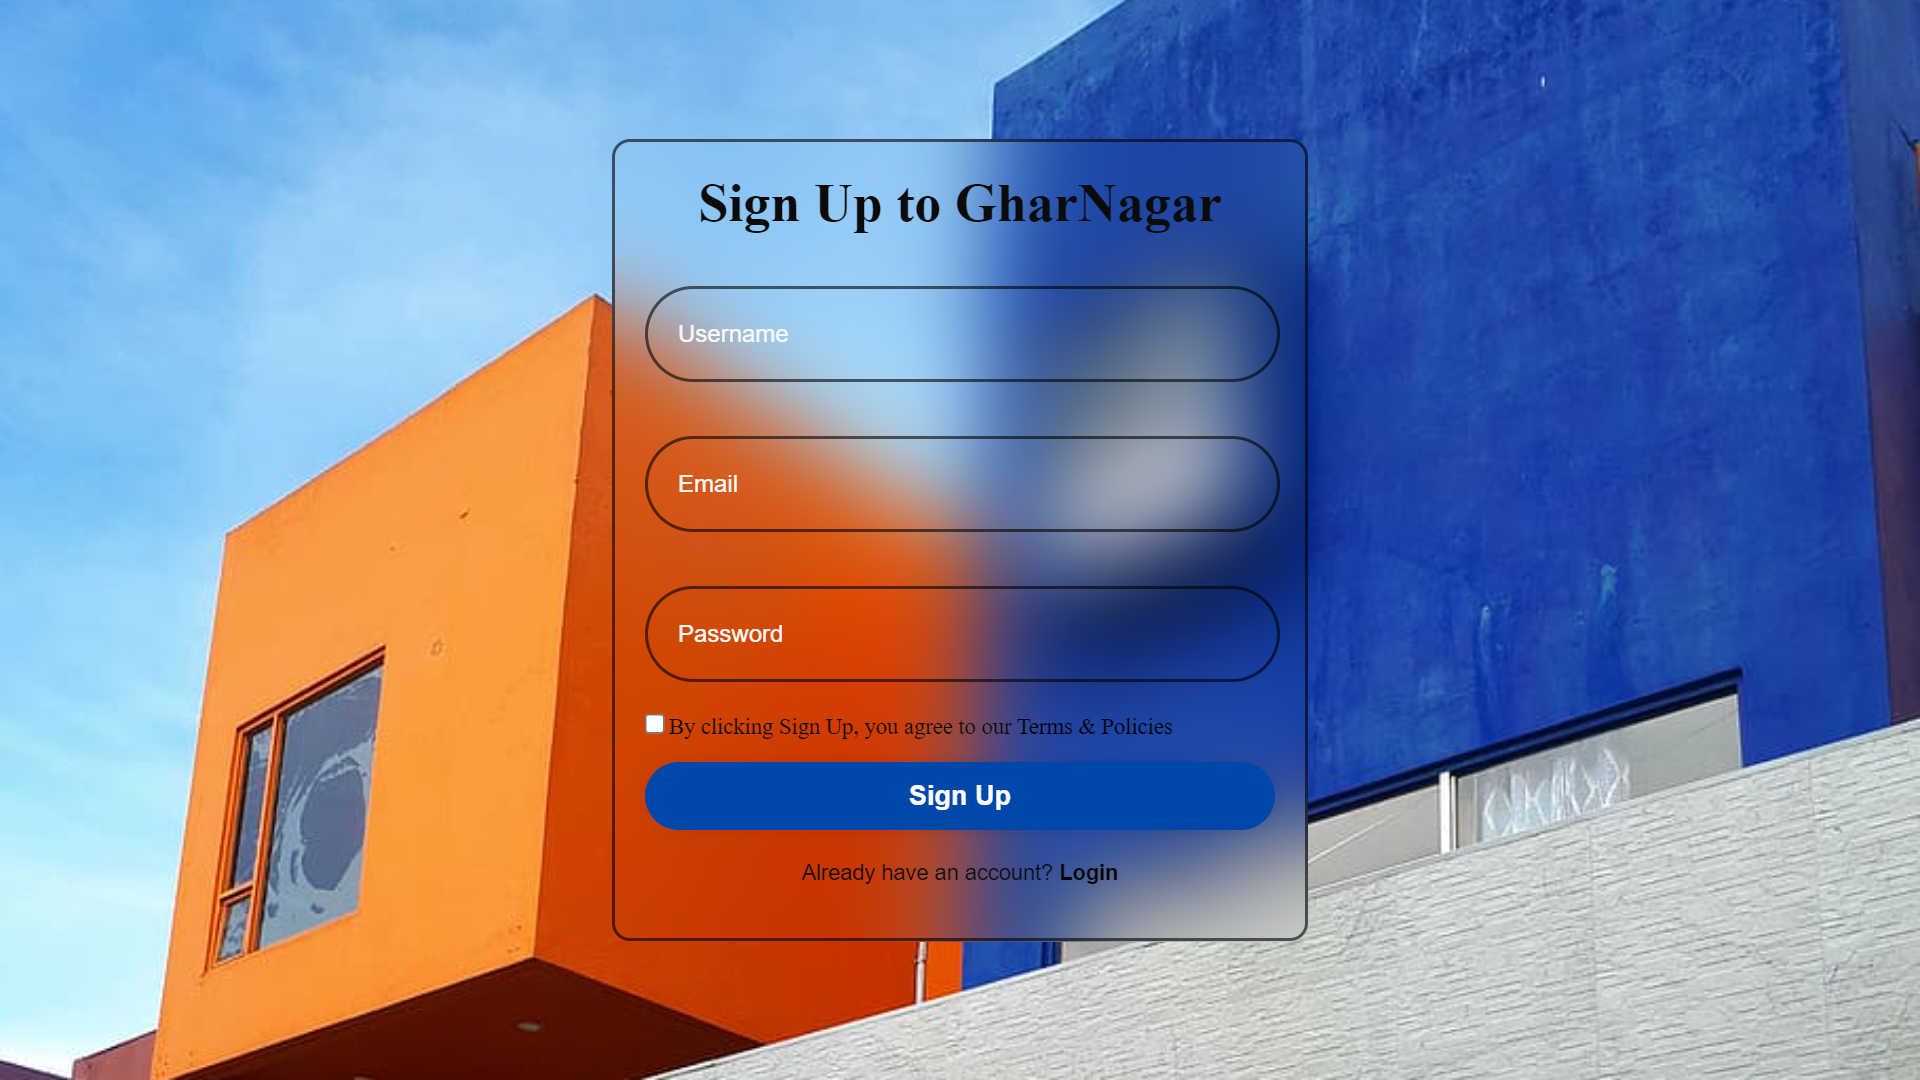 Sign Up to GharNagar
Username
Email
Password
By clicking Sign Up, you agree to our Terms & Policies
Sign Up
Already have an account? Login